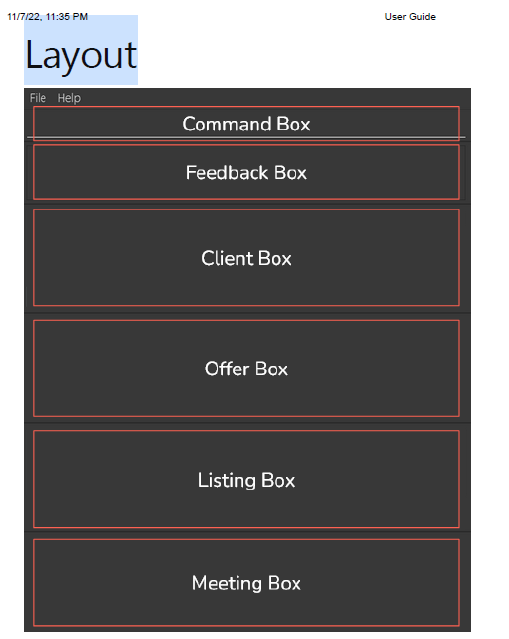 11/7/22, 11:35 PM User Guide
Layout
File Help
Command Box
Feedback Box
Client Box
Offer Box
Listing Box
Meeting Box